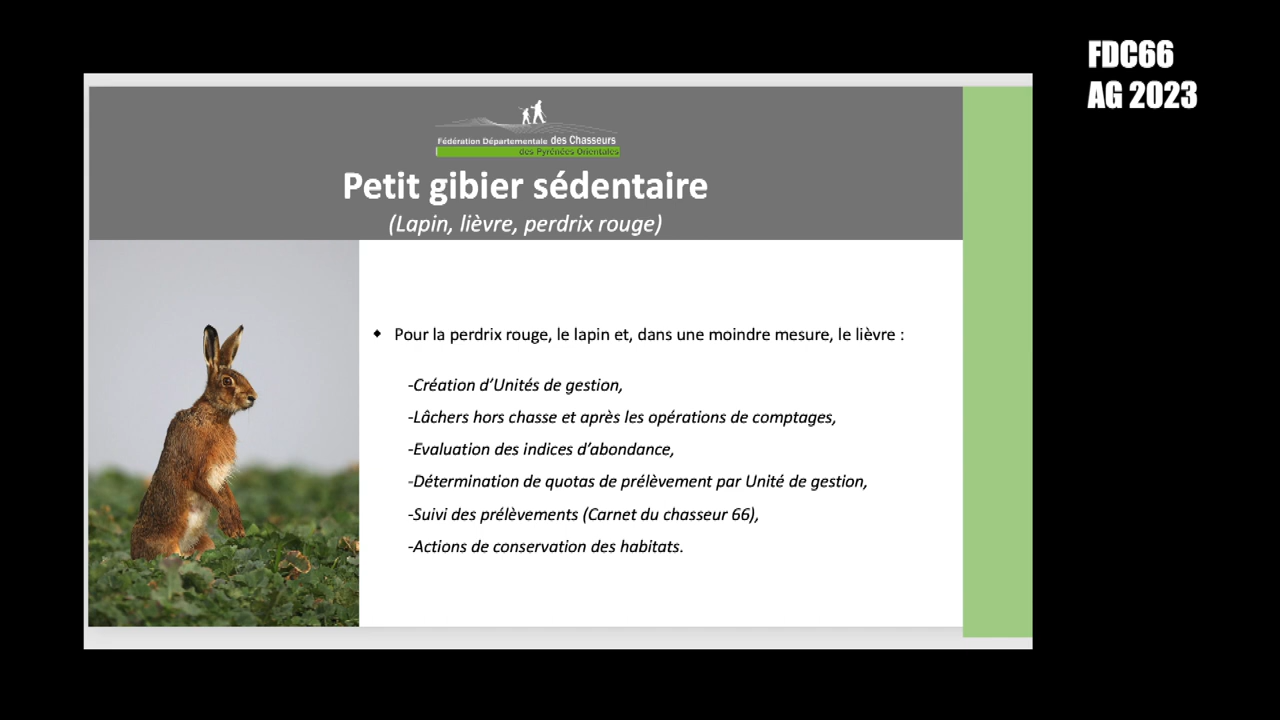 FDC66
AG 2023
Fédération Départementale des Chasseurs
des Pyrénées Orientales
Petit gibier sédentaire
(Lapin, lièvre, perdrix rouge)
Pour la perdrix rouge, le lapin et, dans une moindre mesure, le lièvre :
-Création d’Unités de gestion,
-Lâchers hors chasse et après les opérations de comptages,
-Evaluation des indices d’abondance,
-Détermination de quotas de prélèvement par Unité de gestion,
-Suivi des prélèvements (Carnet du chasseur 66),
-Actions de conservation des habitats.